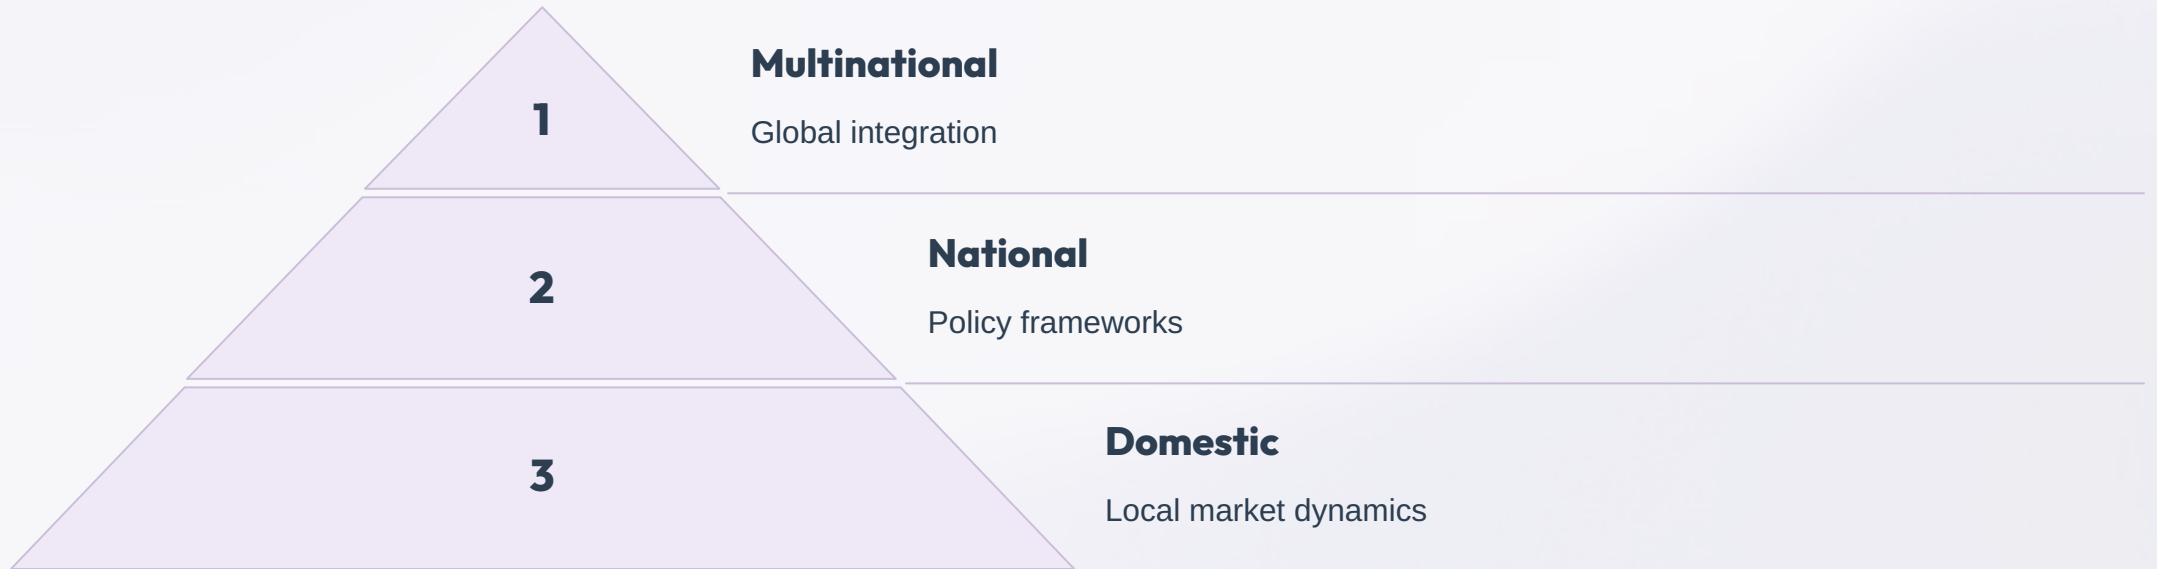 1
Multinational
Global integration
2
National
Policy frameworks
3
Domestic
Local market dynamics